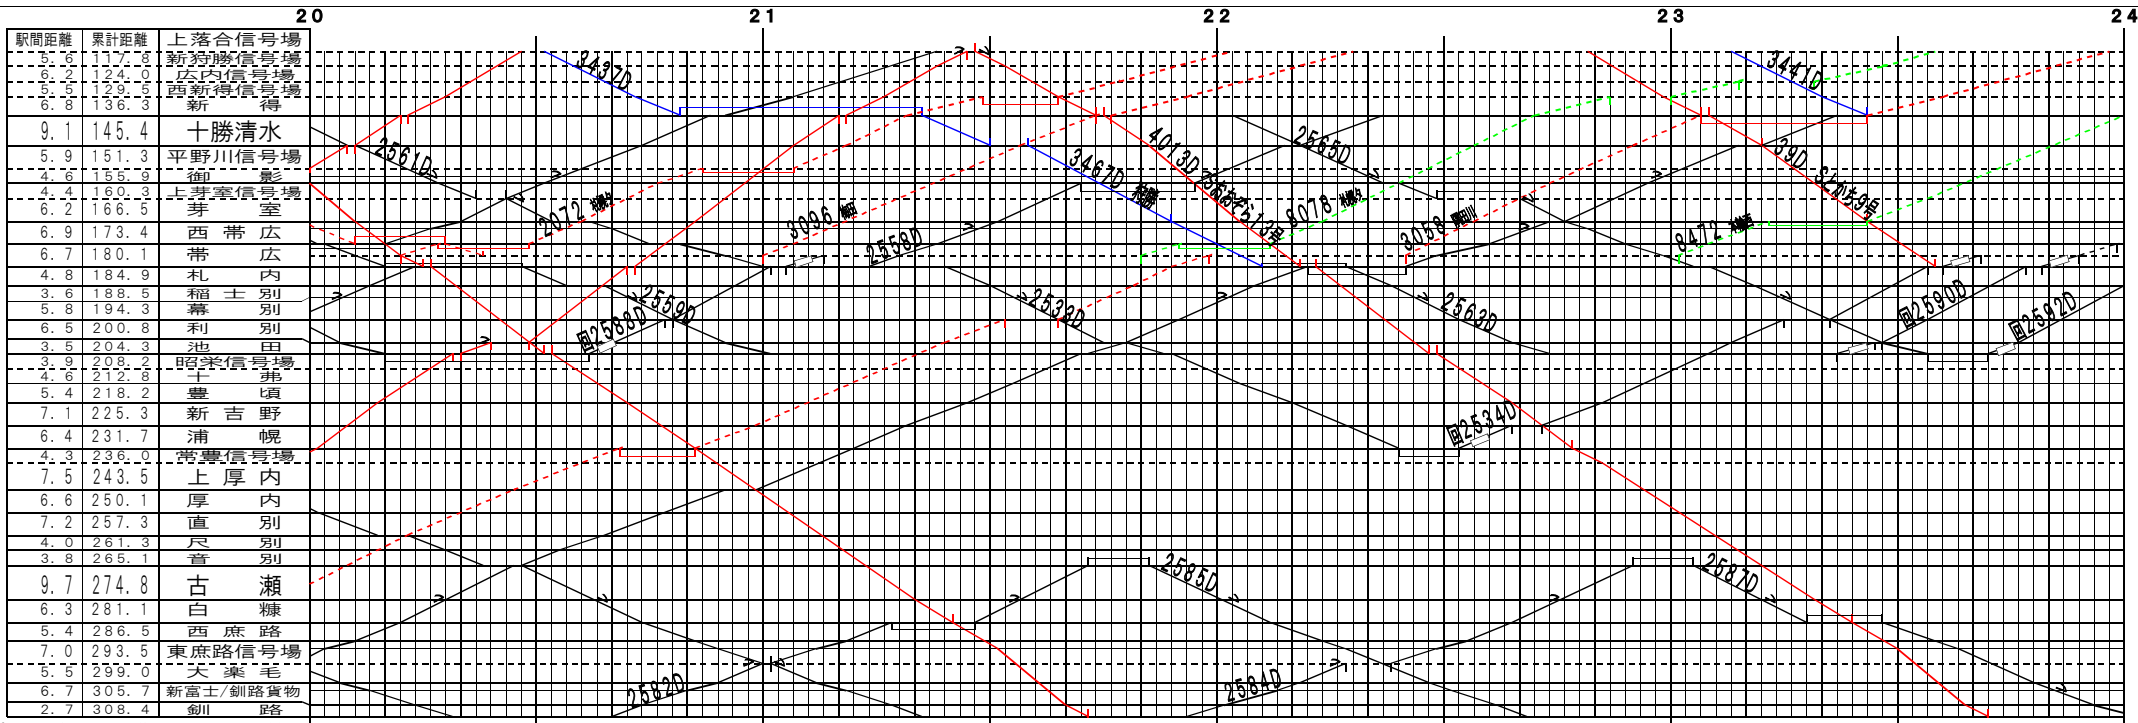 20 21 22 23 24
駅間距離 累計距離 上落合信号場
5.6 117.8 新狩勝信号場
6.2 124.0 広内信号場
5.5 129.5 西新得信号場
6.8 136.3 新得
9.1 145.4 十勝清水
5.9 151.3 平野川信号場
4.6 155.9 御影
4.4 160.3 上芽室信号場
6.2 166.5 芽室
6.9 173.4 西帯広
6.7 180.1 帯広
4.8 184.9 札内
3.6 188.5 稲士別
5.8 194.3 幕別
6.5 200.8 利別
3.5 204.3 池田
3.9 208.2 昭栄信号場
4.6 212.8 十弗
5.4 218.2 豊頃
7.1 225.3 新吉野
6.4 231.7 浦幌
4.3 236.0 常豊信号場
7.5 243.5 上厚内
6.6 250.1 厚内
7.2 257.3 直別
4.0 261.3 尺別
3.8 265.1 音別
9.7 274.8 古瀬
6.3 281.1 白糠
5.4 286.5 西庶路
7.0 293.5 東庶路信号場
5.5 299.0 大楽毛
6.7 305.7 新富士/釧路貨物
2.7 308.4 釧路
3437D
3441D
2561D
4013D
2565D
39D Sとかち9号
3467D
13号
2072
3096
2558D
8078
3058
8472
2559D
回2588D
2538D
2563D
回2590D
回2592D
回2534D
2585D
2587D
2582D
2584D